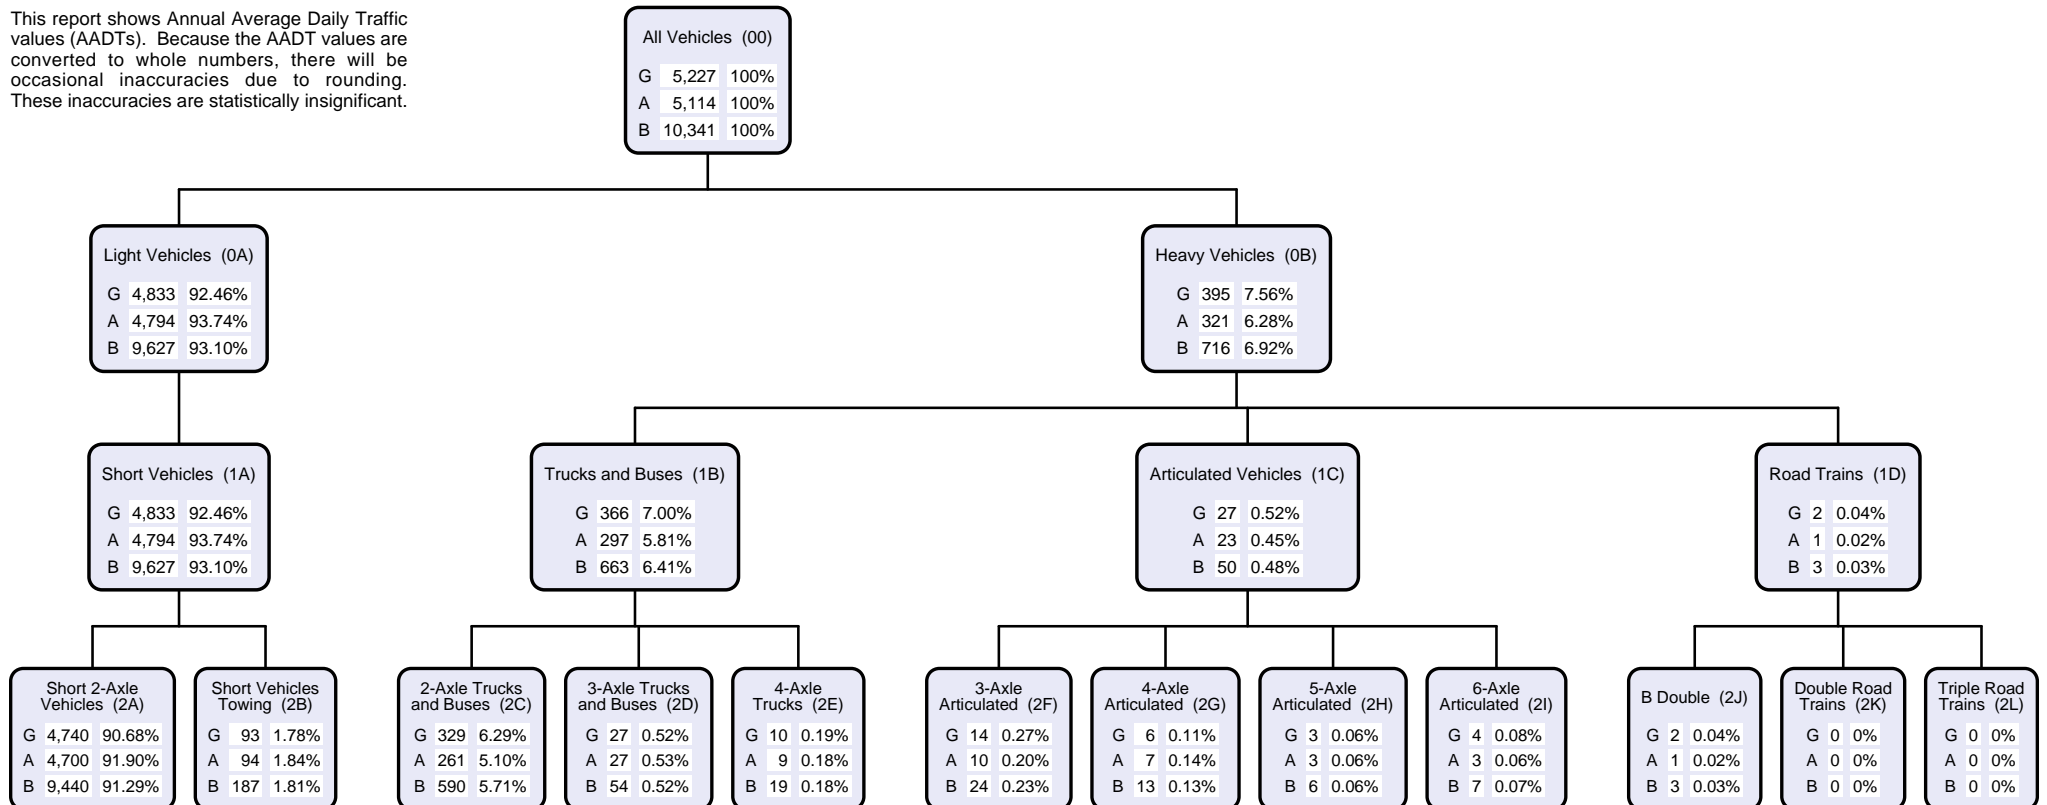 This report shows Annual Average Daily Traffic
values (AADTs). Because the AADT values are
converted to whole numbers, there will be
occasional inaccuracies due to rounding.
These inaccuracies are statistically insignificant.
All Vehicles (00)
G 5,227 100%
A 5,114 100%
B 10,341 100%
Light Vehicles (0A)
G 4,833 92.46%
A 4,794 93.74%
B 9,627 93.10%
Heavy Vehicles (0B)
G 395 7.56%
A 321 6.28%
B 716 6.92%
Short Vehicles (1A)
G 4,833 92.46%
A 4,794 93.74%
B 9,627 93.10%
Trucks and Buses (1B)
G 366 7.00%
A 297 5.81%
B 663 6.41%
Articulated Vehicles (1C)
G 27 0.52%
A 23 0.45%
B 50 0.48%
Road Trains (1D)
G 2 0.04%
A 1 0.02%
B 3 0.03%
Short 2-Axle
Vehicles (2A)
G 4,740 90.68%
A 4,700 91.90%
B 9,440 91.29%
Short Vehicles
Towing (2B)
G 93 1.78%
A 94 1.84%
B 187 1.81%
2-Axle Trucks
and Buses (2C)
G 329 6.29%
A 261 5.10%
B 590 5.71%
3-Axle Trucks
and Buses (2D)
G 27 0.52%
A 27 0.53%
B 54 0.52%
4-Axle
Trucks (2E)
G 10 0.19%
A 9 0.18%
B 19 0.18%
3-Axle
Articulated (2F)
G 14 0.27%
A 10 0.20%
B 24 0.23%
4-Axle
Articulated (2G)
G 6 0.11%
A 7 0.14%
B 13 0.13%
5-Axle
Articulated (2H)
G 3 0.06%
A 3 0.06%
B 6 0.06%
6-Axle
Articulated (2I)
G 4 0.08%
A 3 0.06%
B 7 0.07%
B Double (2J)
G 2 0.04%
A 1 0.02%
B 3 0.03%
Double Road
Trains (2K)
G 0 0%
A 0 0%
B 0 0%
Triple Road
Trains (2L)
G 0 0%
A 0 0%
B 0 0%